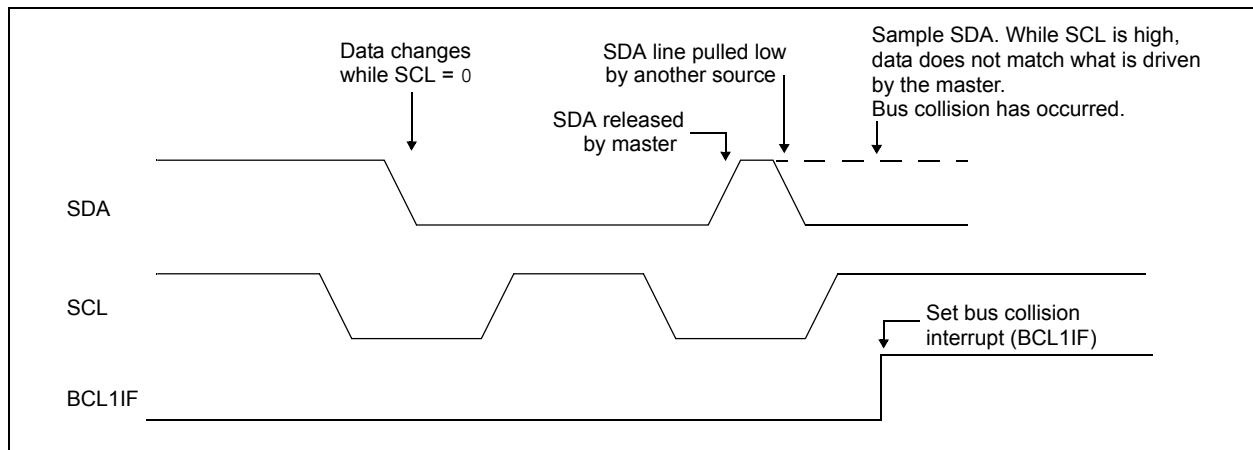 Data changes
while SCL = 0
SDA line pulled low
by another source
Sample SDA. While SCL is high,
data does not match what is driven
by the master.
Bus collision has occurred.
SDA released
by master
SDA
SCL
Set bus collision
interrupt (BCL1IF)
BCL1IF